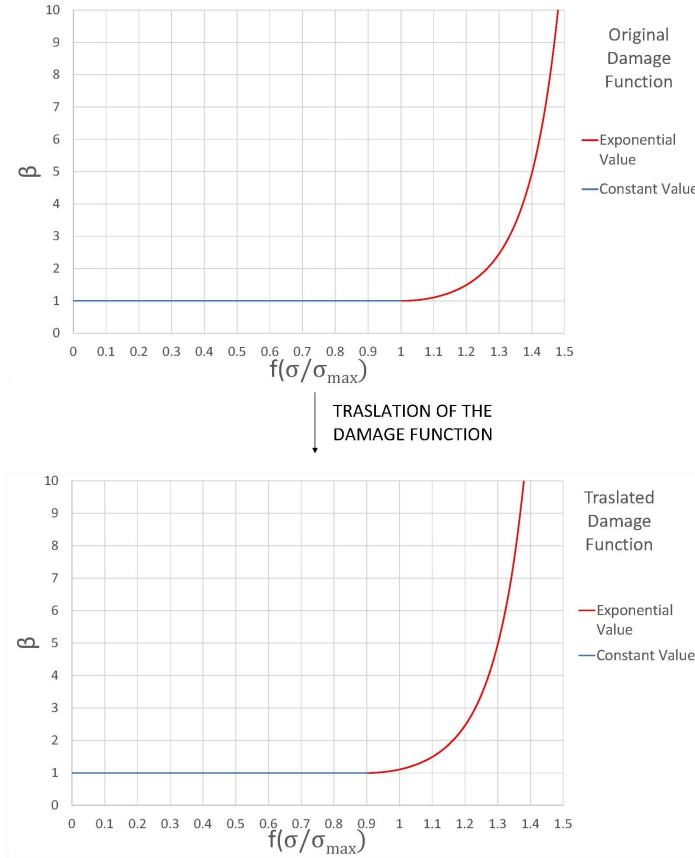 10
9
8
7
6
5
4
3
2
1
0
β
0 0.1 0.2 0.3 0.4 0.5 0.6 0.7 0.8 0.9 1 1.1 1.2 1.3 1.4 1.5
f(σ/σmax)
Original
Damage
Function
Exponential
Value
Constant Value
TRASLATION OF THE
DAMAGE FUNCTION
10
9
8
7
6
5
4
3
2
1
0
β
0 0.1 0.2 0.3 0.4 0.5 0.6 0.7 0.8 0.9 1 1.1 1.2 1.3 1.4 1.5
f(σ/σmax)
Traslated
Damage
Function
Exponential
Value
Constant Value